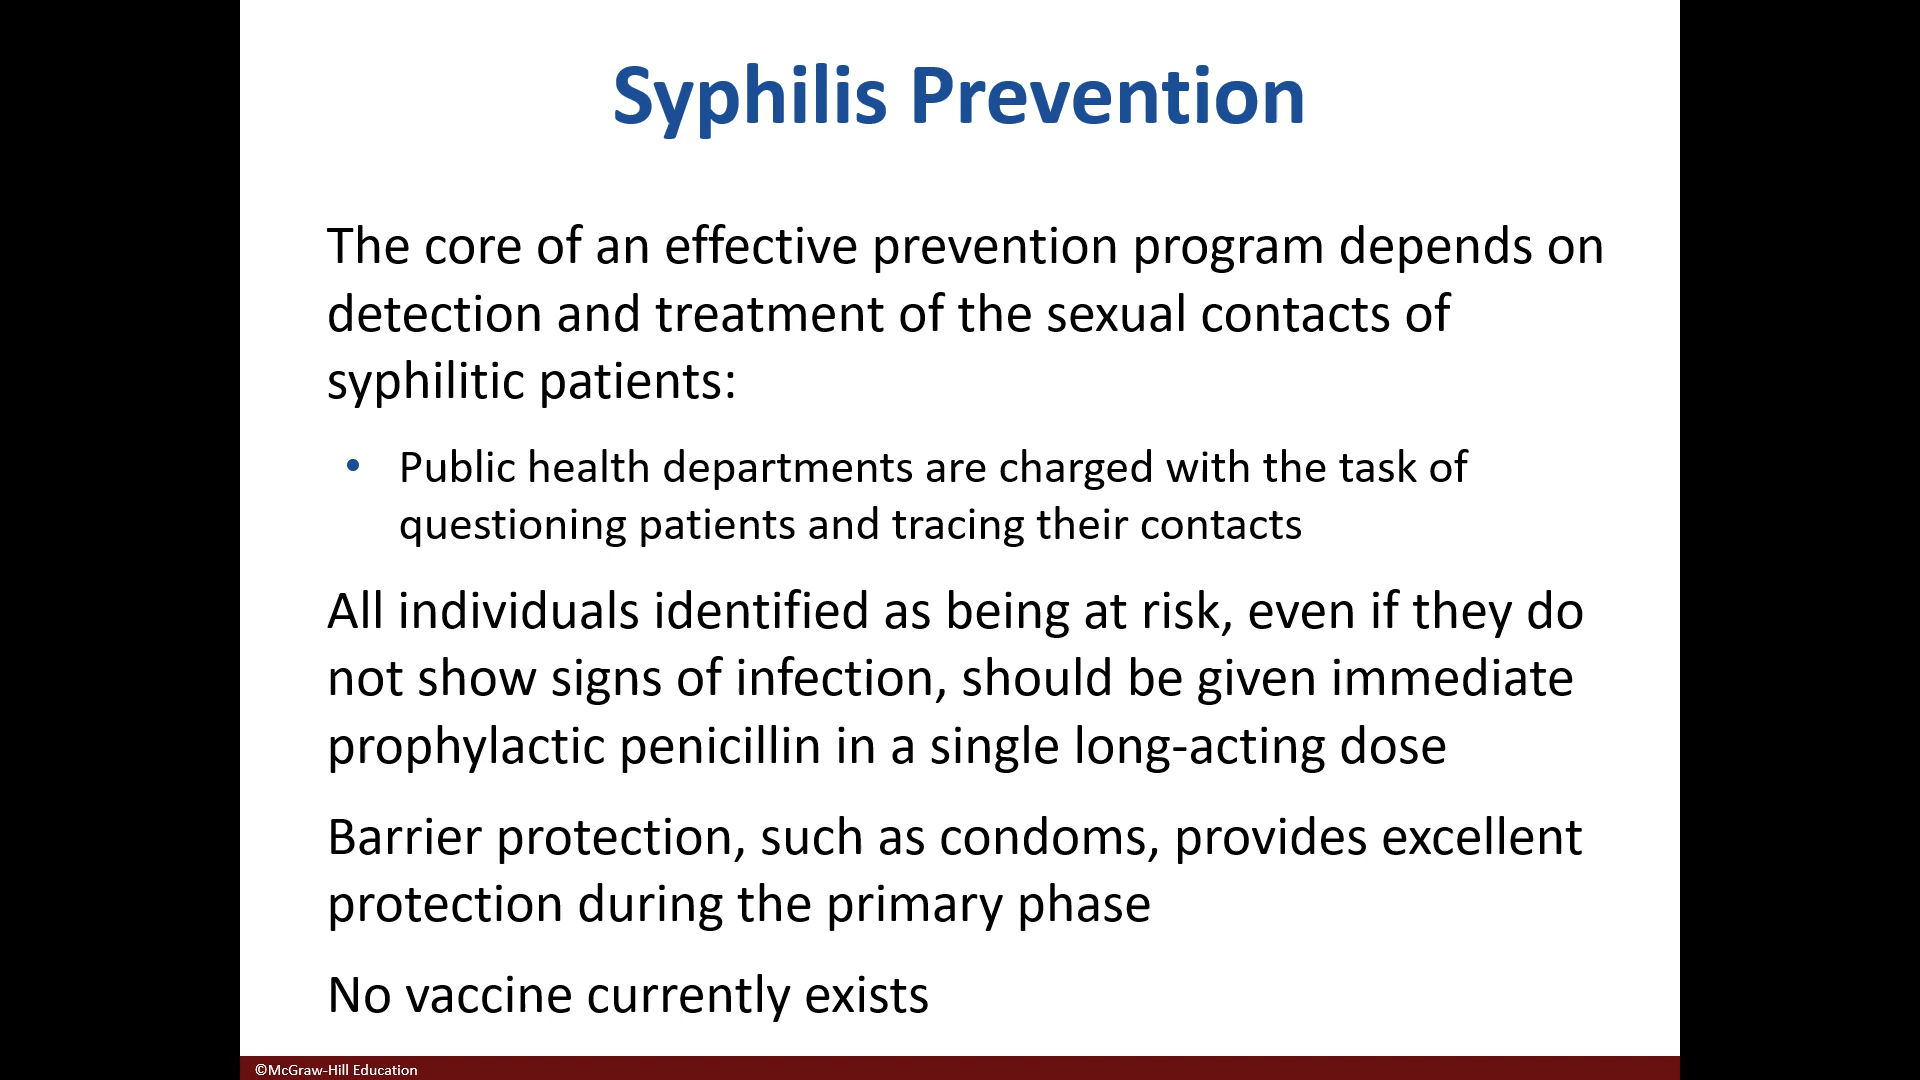 Syphilis Prevention
The core of an effective prevention program depends on
detection and treatment of the sexual contacts of
syphilitic patients:
• Public health departments are charged with the task of
questioning patients and tracing their contacts
All individuals identified as being at risk, even if they do
not show signs of infection, should be given immediate
prophylactic penicillin in a single long-acting dose
Barrier protection, such as condoms, provides excellent
protection during the primary phase
No vaccine currently exists
©McGraw-Hill Education